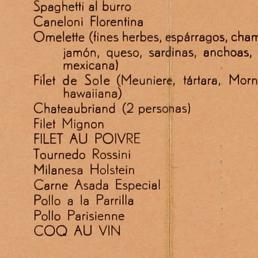 Spaghetti al burro
Caneloni Florentina
Omelette (fines herbes, espárragos, cham
jamón, queso, sardinas, anchoas,
mexicana)
Filet de Sole (Meuniere, tártara, Morn
hawaiiana)
Chateaubriand (2 personas)
Filet Mignon
FILET AU POIVRE
Tournedo Rossini
Milanesa Holstein
Carne Asada Especial
Pollo a la Parrilla
Pollo Parisienne
COQ AU VIN